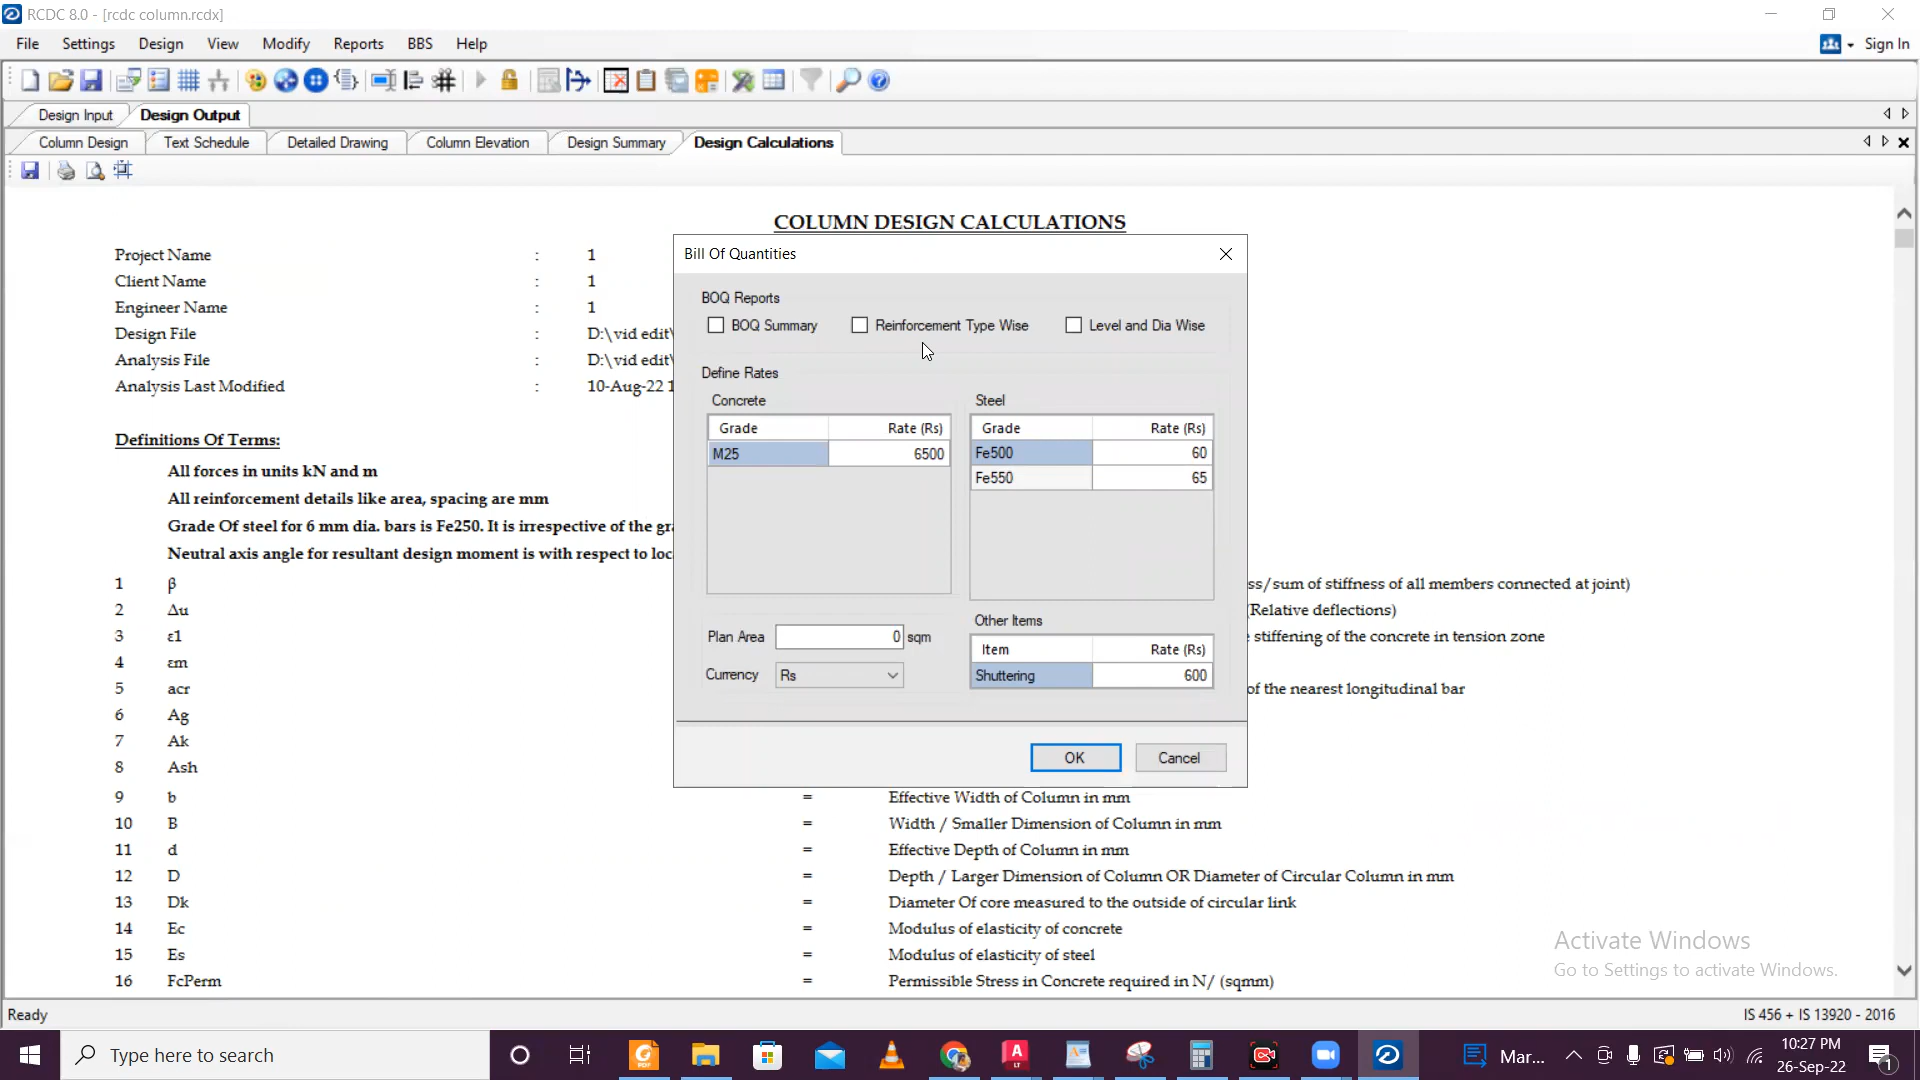 RCDC 8.0 - [rcdc column.rcdx]
File Settings Design View Modify Reports BBS Help
Sign In
Design Input Design Output
Column Design Text Schedule Detailed Drawing Column Elevation Design Summary Design Calculations
COLUMN DESIGN CALCULATIONS
Project Name : 1
Client Name : 1
Engineer Name : 1
Design File : D:\vid edit\
Analysis File : D:\vid edit\
Analysis Last Modified : 10-Aug-22 1
Definitions Of Terms:
All forces in units kN and m
All reinforcement details like area, spacing are mm
Grade Of steel for 6 mm dia. bars is Fe250. It is irrespective of the
Neutral axis angle for resultant design moment is with respect to
1 β
ss/sum of stiffness of all members connected at joint)
2 Δu
(Relative deflections)
3 ε1
stiffening of the concrete in tension zone
4 εm
5 acr
of the nearest longitudinal bar
6 Ag
7 Ak
8 Ash
9 b = Effective Width of Column in mm
10 B = Width / Smaller Dimension of Column in mm
11 d = Effective Depth of Column in mm
12 D = Depth / Larger Dimension of Column OR Diameter of Circular Column in mm
13 Dk = Diameter Of core measured to the outside of circular link
14 Ec = Modulus of elasticity of concrete
15 Es = Modulus of elasticity of steel
16 FcPerm = Permissible Stress in Concrete required in N/ (sqmm)
Bill Of Quantities
BOQ Reports
BOQ Summary Reinforcement Type Wise Level and Dia Wise
Define Rates
Concrete
Grade Rate (Rs)
M25 6500
Steel
Grade Rate (Rs)
Fe500 60
Fe550 65
Plan Area 0 sqm
Currency Rs
Other Items
Item Rate (Rs)
Shuttering 600
OK Cancel
Activate Windows
Go to Settings to activate Windows.
Ready IS 456 + IS 13920 - 2016
Type here to search
Mar...
10:27 PM
26-Sep-22
1